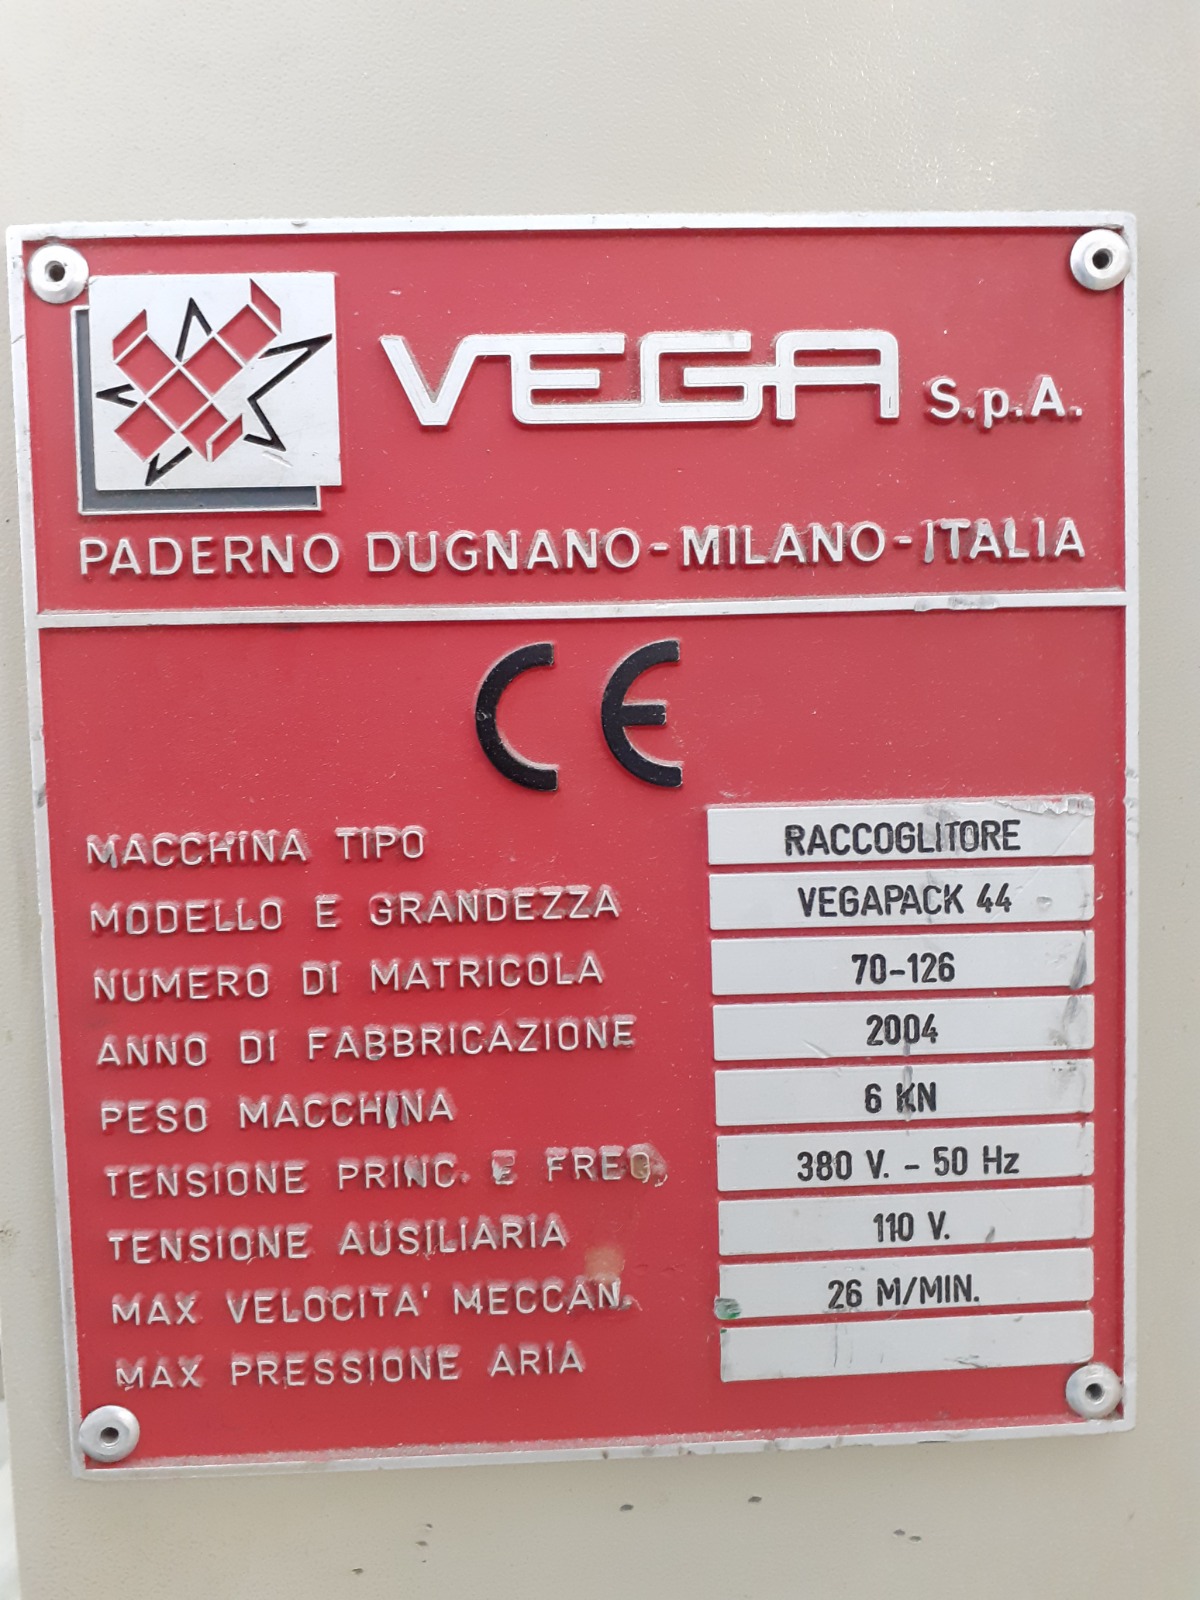 VEGA S.p.A.
PADERNO DUGNANO-MILANO-ITALIA
CE
MACCHINA TIPO RACCOGLITORE
MODELLO E GRANDEZZA VEGAPACK 44
NUMERO DI MATRICOLA 70-126
ANNO DI FABBRICAZIONE 2004
PESO MACCHINA 6 KN
TENSIONE PRINC. E FREQ. 380 V. - 50 Hz
TENSIONE AUSILIARIA 110 V.
MAX VELOCITA' MECCAN. 26 M/MIN.
MAX PRESSIONE ARIA